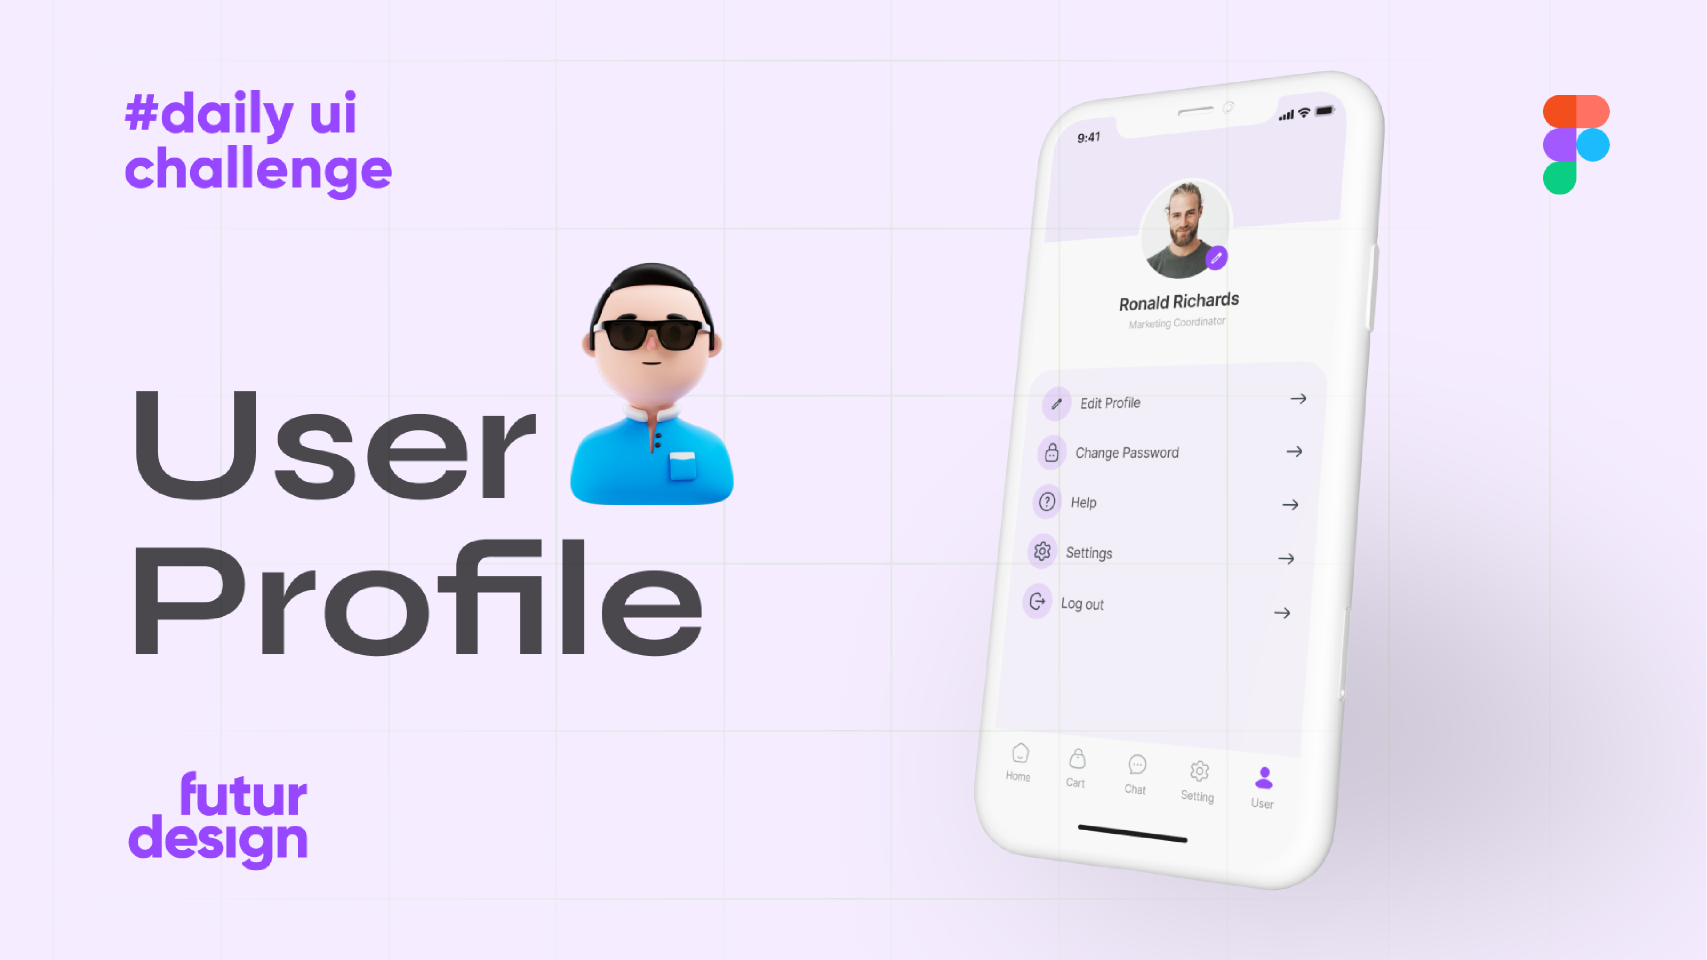 #daily ui
challenge
User
Profile
futur
design
9:41
Ronald Richards
Marketing Coordinator
Edit Profile
Change Password
Help
Settings
Log out
Home
Cart
Chat
Setting
User